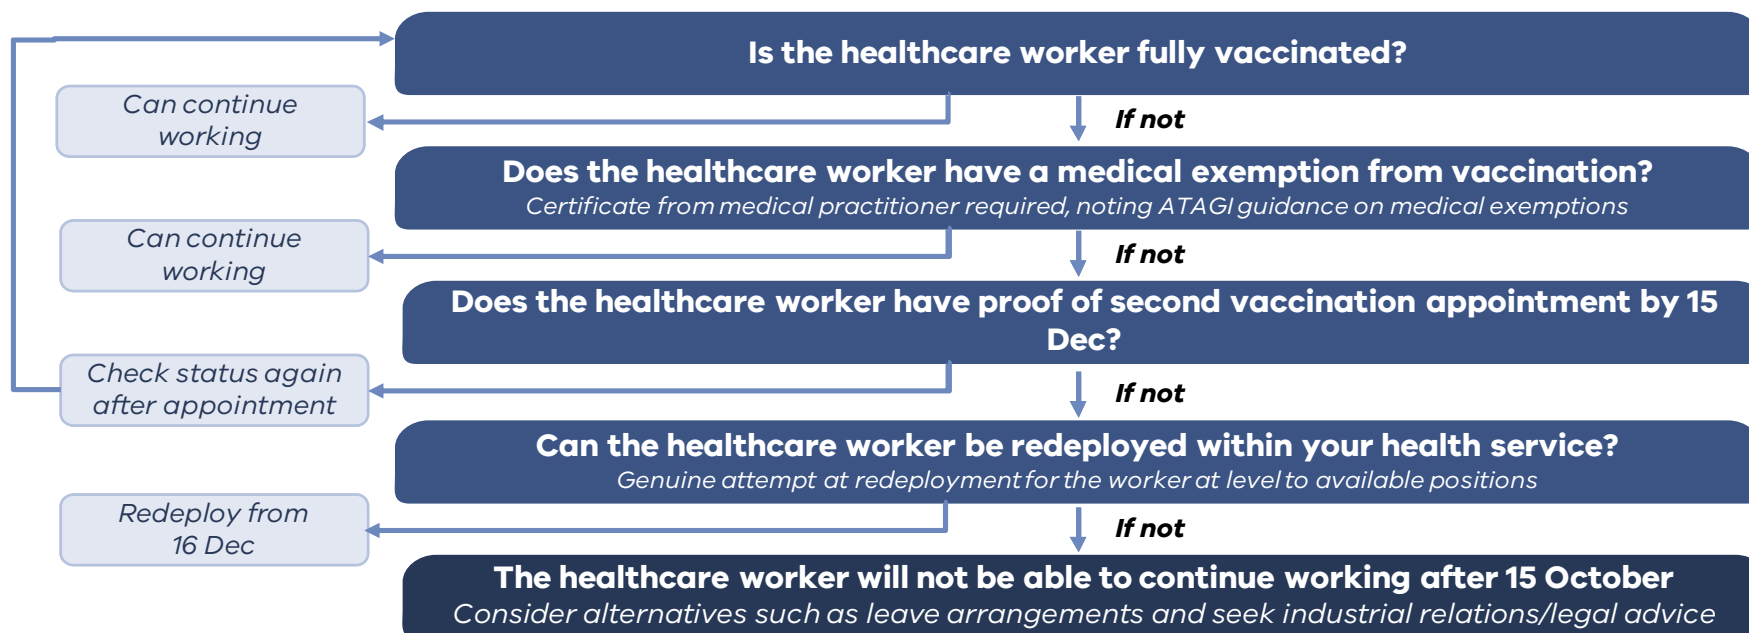 Is the healthcare worker fully vaccinated?
Can continue
working
If not
Does the healthcare worker have a medical exemption from vaccination?
Certificate from medical practitioner required, noting ATAGI guidance on medical exemptions
Can continue
working
If not
Does the healthcare worker have proof of second vaccination appointment by 15
Dec?
Check status again
after appointment
If not
Can the healthcare worker be redeployed within your health service?
Genuine attempt at redeployment for the worker at level to available positions
Redeploy from
16 Dec
If not
The healthcare worker will not be able to continue working after 15 October
Consider alternatives such as leave arrangements and seek industrial relations/legal advice